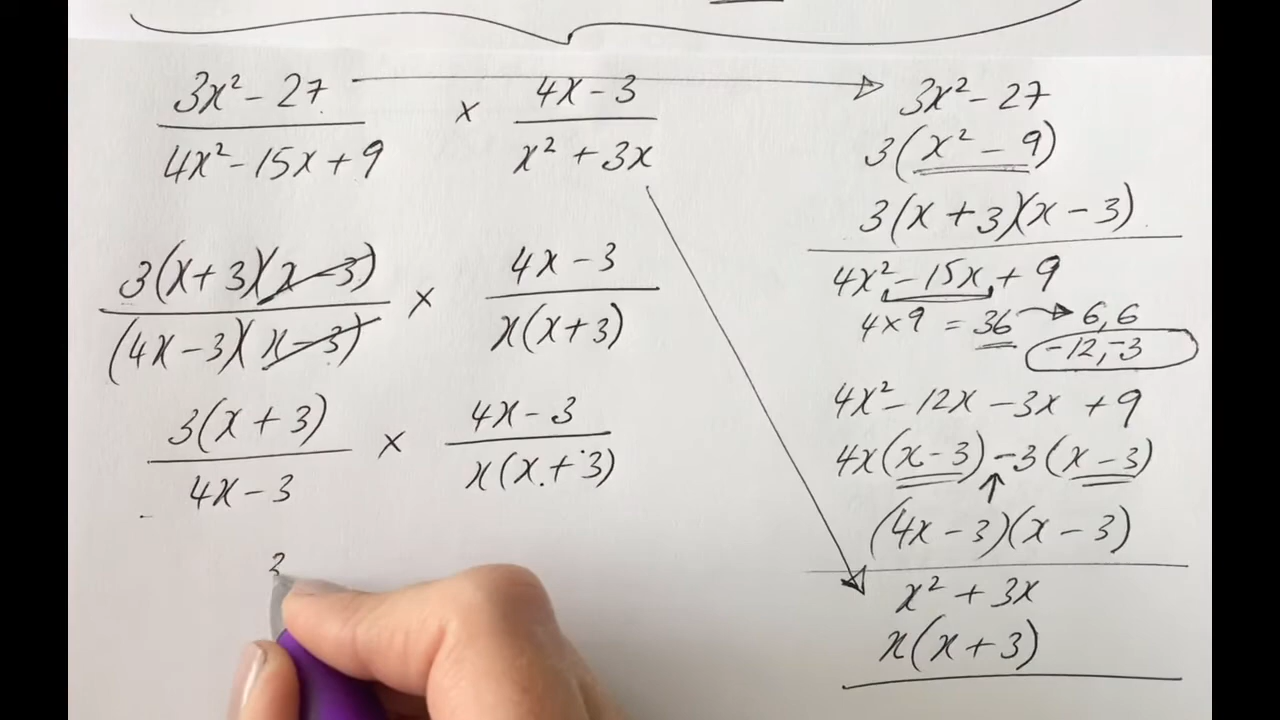 3x² - 27
4x² - 15x + 9
×
4x - 3
x² + 3x
3(x + 3)(x - 3)
(4x - 3)(x - 3)
×
4x - 3
x(x + 3)
3(x + 3)
4x - 3
×
4x - 3
x(x + 3)
3
3x² - 27
3(x² - 9)
3(x + 3)(x - 3)
4x² - 15x + 9
4 × 9 = 36 → 6, 6
-12, -3
4x² - 12x - 3x + 9
4x(x - 3) - 3(x - 3)
(4x - 3)(x - 3)
x² + 3x
x(x + 3)